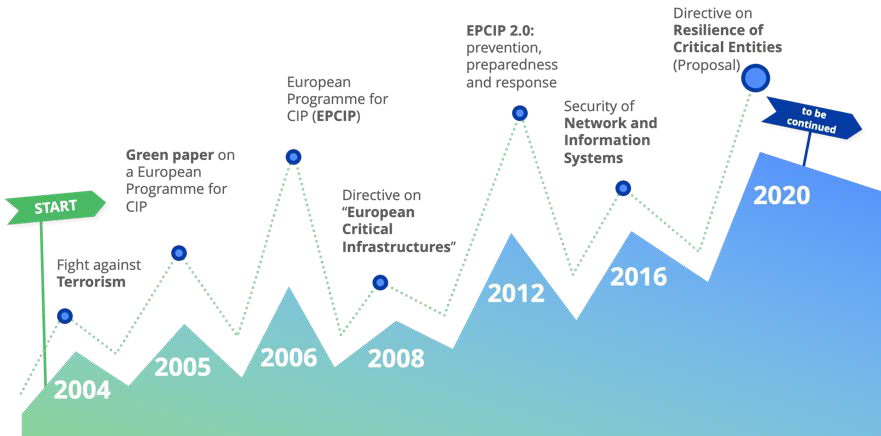 START
Fight against
Terrorism
2004
Green paper on
a European
Programme for
CIP
2005
European
Programme for
CIP (EPCIP)
2006
Directive on
“European
Critical
Infrastructures”
2008
EPCIP 2.0:
prevention,
preparedness
and response
2012
Security of
Network and
Information
Systems
2016
Directive on
Resilience of
Critical Entities
(Proposal)
2020
to be
continued